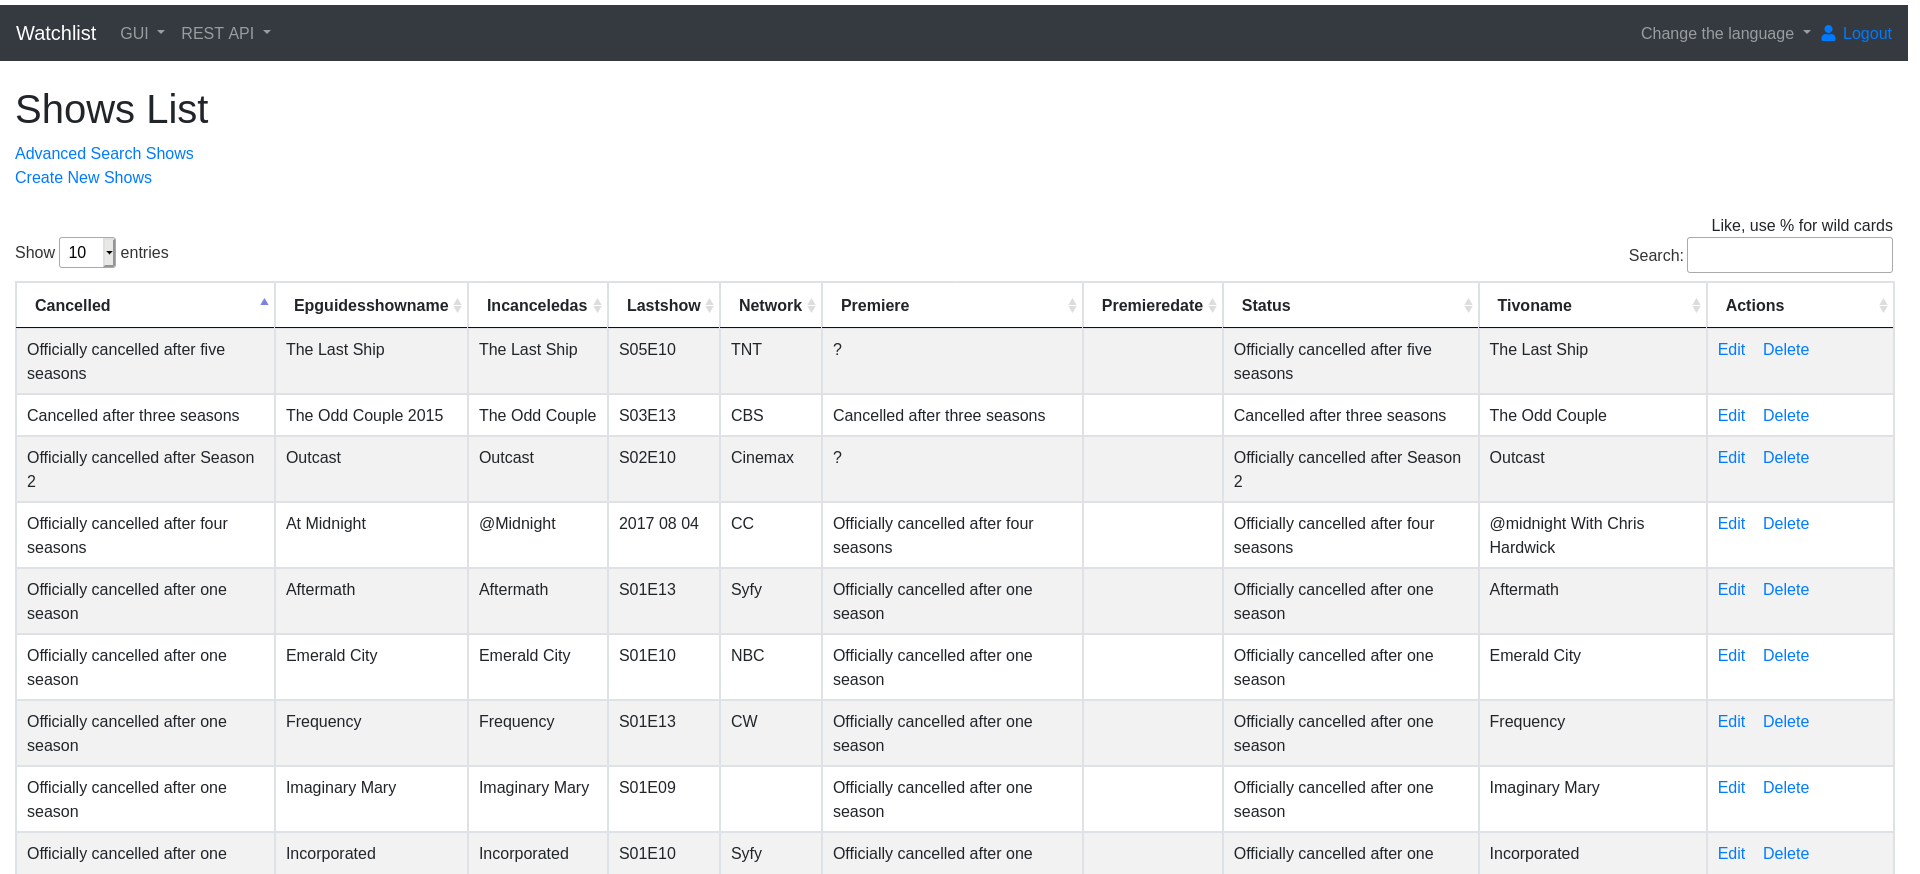 Watchlist GUI REST API Change the language Logout
Shows List
Advanced Search Shows
Create New Shows
Like, use % for wild cards
Show 10 entries Search:
Cancelled Epguidesshowname Incanceledas Lastshow Network Premiere Premieredate Status Tivoname Actions
Officially cancelled after five The Last Ship The Last Ship S05E10 TNT ? Officially cancelled after five The Last Ship Edit Delete
seasons seasons
Cancelled after three seasons The Odd Couple 2015 The Odd Couple S03E13 CBS Cancelled after three seasons Cancelled after three seasons The Odd Couple Edit Delete
Officially cancelled after Season Outcast Outcast S02E10 Cinemax ? Officially cancelled after Season Outcast Edit Delete
2 2
Officially cancelled after four At Midnight @Midnight 2017 08 04 CC Officially cancelled after four Officially cancelled after four @midnight With Chris Edit Delete
seasons seasons seasons Hardwick
Officially cancelled after one Aftermath Aftermath S01E13 Syfy Officially cancelled after one Officially cancelled after one Aftermath Edit Delete
season season season
Officially cancelled after one Emerald City Emerald City S01E10 NBC Officially cancelled after one Officially cancelled after one Emerald City Edit Delete
season season season
Officially cancelled after one Frequency Frequency S01E13 CW Officially cancelled after one Officially cancelled after one Frequency Edit Delete
season season season
Officially cancelled after one Imaginary Mary Imaginary Mary S01E09 Officially cancelled after one Officially cancelled after one Imaginary Mary Edit Delete
season season season
Officially cancelled after one Incorporated Incorporated S01E10 Syfy Officially cancelled after one Officially cancelled after one Incorporated Edit Delete